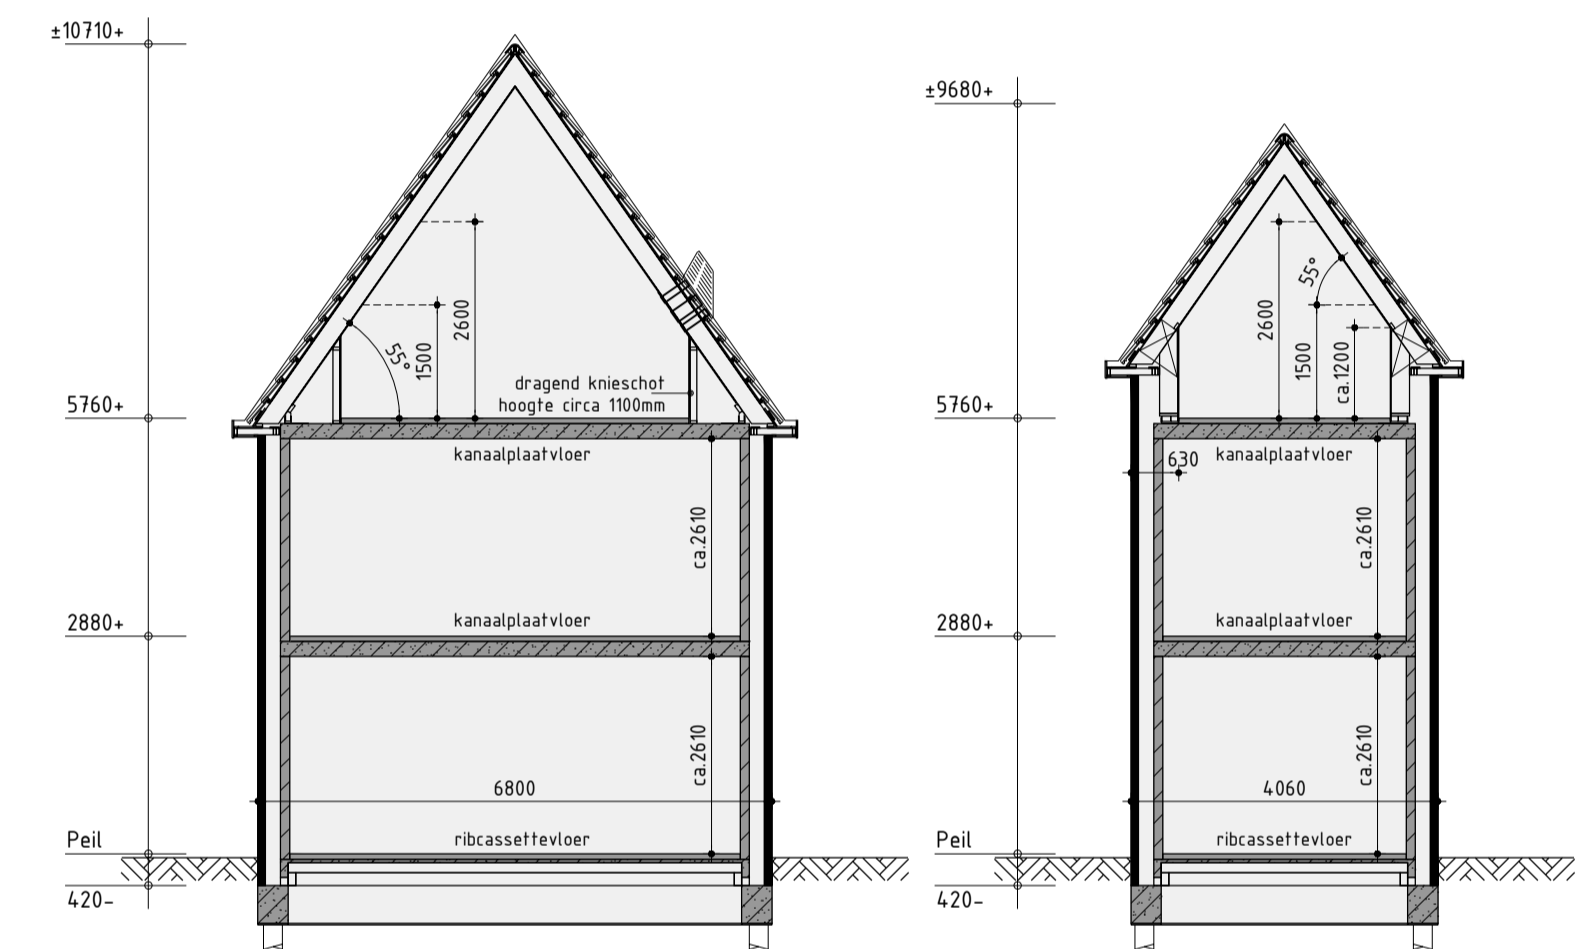 ±10710+
5760+
2880+
Peil
420-
2600
1500
55°
dragend knieschot
hoogte circa 1100mm
kanaalplaatvloer
ca.2610
kanaalplaatvloer
ca.2610
6800
ribcassettevloer
±9680+
5760+
2880+
Peil
420-
2600
55°
1500
ca.1200
630
kanaalplaatvloer
ca.2610
kanaalplaatvloer
ca.2610
4060
ribcassettevloer